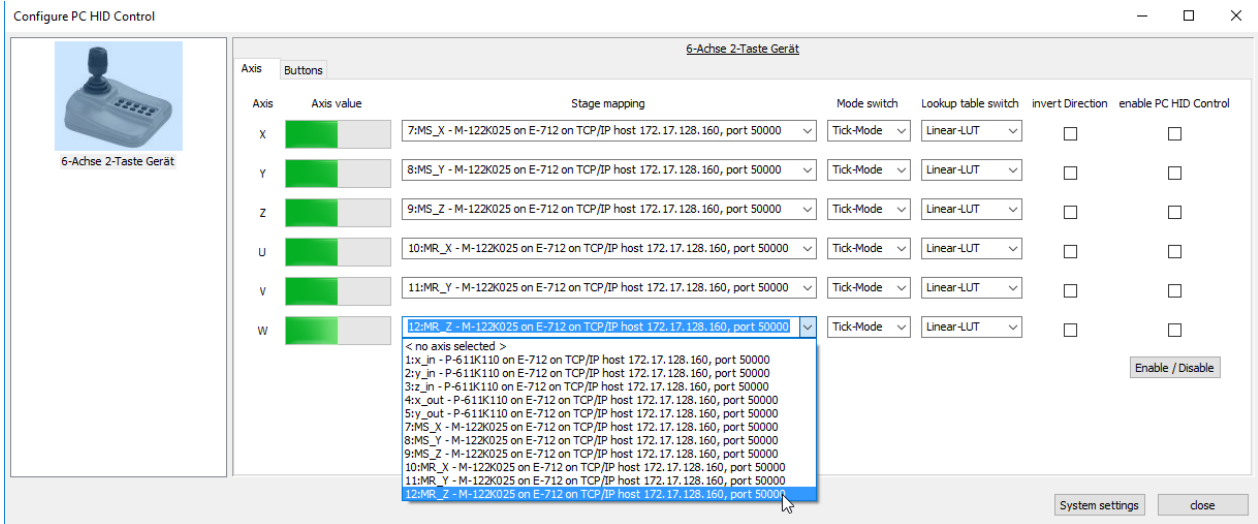 Configure PC HID Control
6-Achse 2-Taste Gerät
6-Achse 2-Taste Gerät
Axis Buttons
Axis Axis value Stage mapping Mode switch Lookup table switch invert Direction enable PC HID Control
X 7:MS_X - M-122K025 on E-712 on TCP/IP host 172.17.128.160, port 50000 Tick-Mode Linear-LUT
Y 8:MS_Y - M-122K025 on E-712 on TCP/IP host 172.17.128.160, port 50000 Tick-Mode Linear-LUT
Z 9:MS_Z - M-122K025 on E-712 on TCP/IP host 172.17.128.160, port 50000 Tick-Mode Linear-LUT
U 10:MR_X - M-122K025 on E-712 on TCP/IP host 172.17.128.160, port 50000 Tick-Mode Linear-LUT
V 11:MR_Y - M-122K025 on E-712 on TCP/IP host 172.17.128.160, port 50000 Tick-Mode Linear-LUT
W 12:MR_Z - M-122K025 on E-712 on TCP/IP host 172.17.128.160, port 50000 Tick-Mode Linear-LUT
< no axis selected >
1:x_in - P-611K110 on E-712 on TCP/IP host 172.17.128.160, port 50000
2:y_in - P-611K110 on E-712 on TCP/IP host 172.17.128.160, port 50000
3:z_in - P-611K110 on E-712 on TCP/IP host 172.17.128.160, port 50000
4:x_out - P-611K110 on E-712 on TCP/IP host 172.17.128.160, port 50000
5:y_out - P-611K110 on E-712 on TCP/IP host 172.17.128.160, port 50000
7:MS_X - M-122K025 on E-712 on TCP/IP host 172.17.128.160, port 50000
8:MS_Y - M-122K025 on E-712 on TCP/IP host 172.17.128.160, port 50000
9:MS_Z - M-122K025 on E-712 on TCP/IP host 172.17.128.160, port 50000
10:MR_X - M-122K025 on E-712 on TCP/IP host 172.17.128.160, port 50000
11:MR_Y - M-122K025 on E-712 on TCP/IP host 172.17.128.160, port 50000
12:MR_Z - M-122K025 on E-712 on TCP/IP host 172.17.128.160, port 50000
Enable / Disable
System settings close